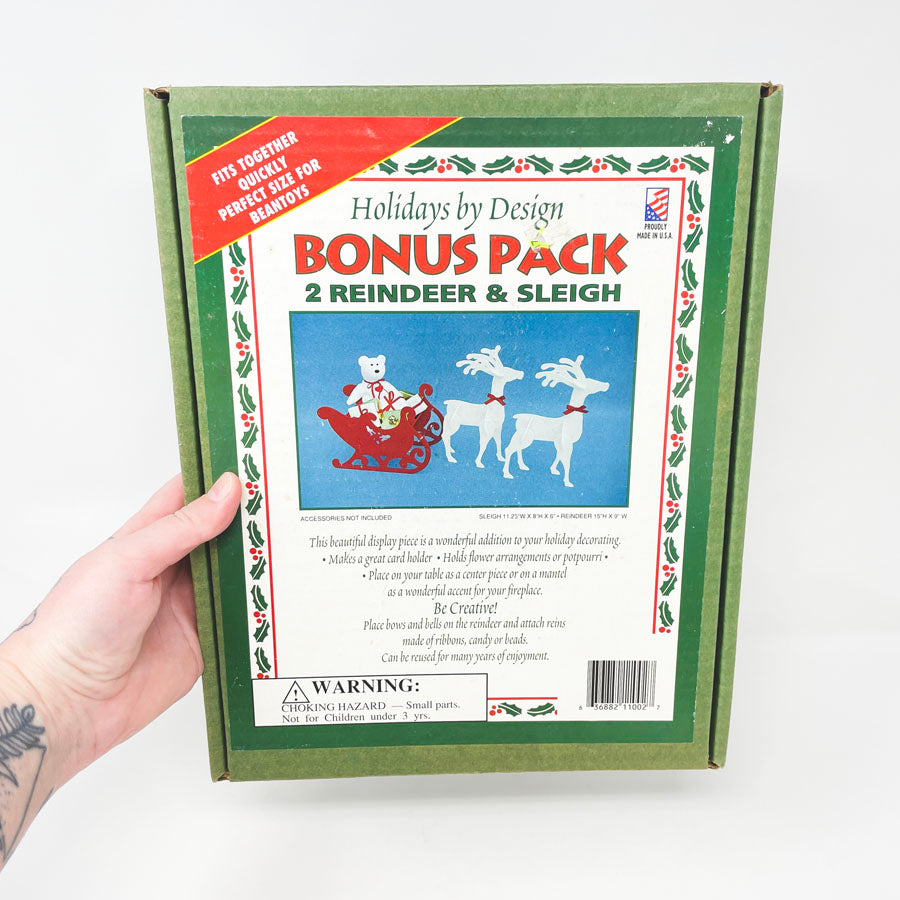 FITS TOGETHER
QUICKLY
PERFECT SIZE FOR
BEANTOYS
Holidays by Design
PROUDLY
MADE IN U.S.A.
BONUS PACK
2 REINDEER & SLEIGH
ACCESSORIES NOT INCLUDED
SLEIGH 11.25"W X 8"H X 6" • REINDEER 15"H X 9" W
This beautiful display piece is a wonderful addition to your holiday decorating.
• Makes a great card holder • Holds flower arrangements or potpourri •
• Place on your table as a center piece or on a mantel
as a wonderful accent for your fireplace.
Be Creative!
Place bows and bells on the reindeer and attach reins
made of ribbons, candy or beads.
Can be reused for many years of enjoyment.
WARNING:
CHOKING HAZARD — Small parts.
Not for Children under 3 yrs.
6 36882 11002 7